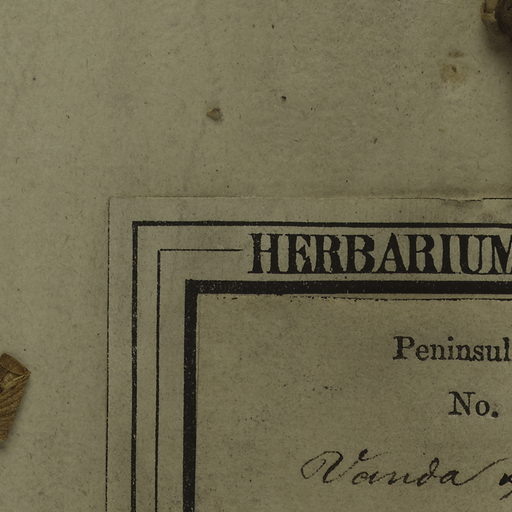 HERBARIUM
Peninsul
No.
Vanda